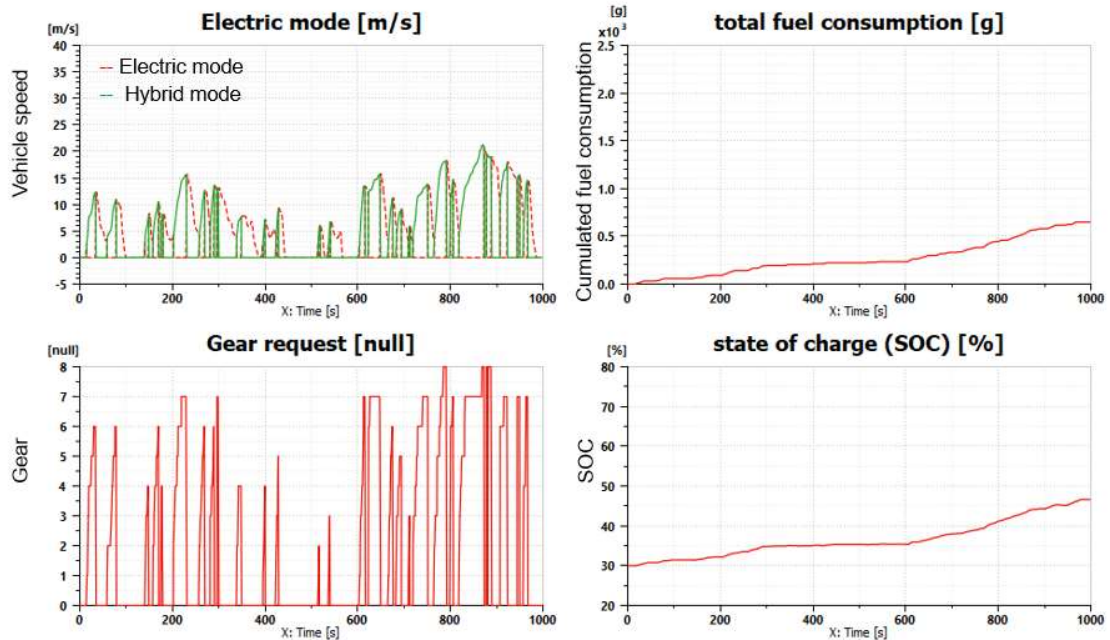 Electric mode [m/s]
[m/s]
40
35
30
25
20
15
10
5
0
-5
Vehicle speed
Electric mode
Hybrid mode
0 200 400 600 800 1000
X: Time [s]
total fuel consumption [g]
[g]
x10³
2.5
2.0
1.5
1.0
0.5
0.0
Cumulated fuel consumption
0 200 400 600 800 1000
X: Time [s]
Gear request [null]
[null]
8
7
6
5
4
3
2
1
0
Gear
0 200 400 600 800 1000
X: Time [s]
state of charge (SOC) [%]
[%]
80
70
60
50
40
30
20
SOC
0 200 400 600 800 1000
X: Time [s]